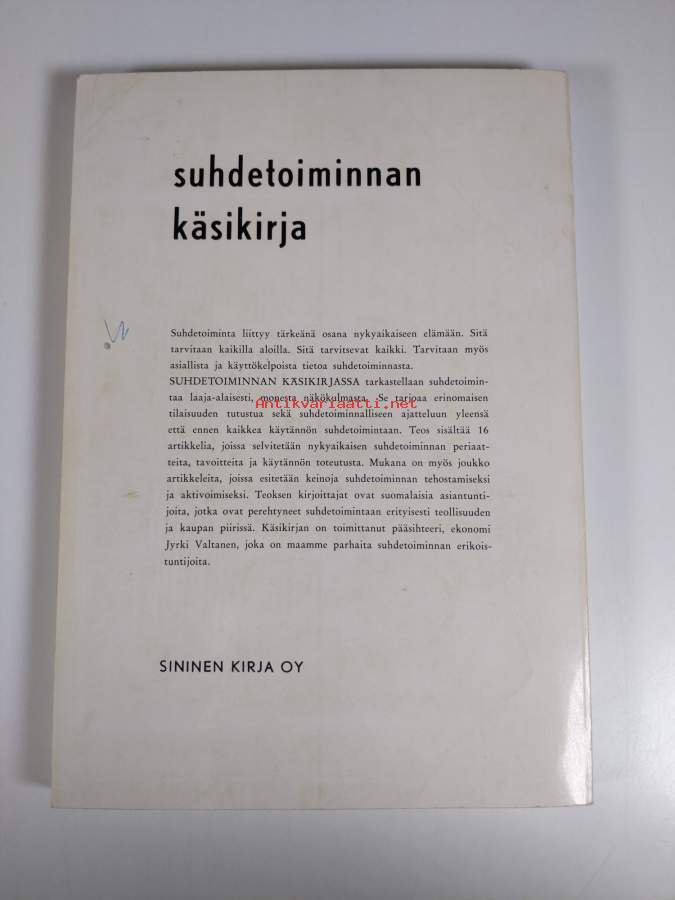 suhdetoiminnan
käsikirja
Suhdetoiminta liittyy tärkeänä osana nykyaikaiseen elämään. Sitä
tarvitaan kaikilla aloilla. Sitä tarvitsevat kaikki. Tarvitaan myös
asiallista ja käyttökelpoista tietoa suhdetoiminnasta.
SUHDETOIMINNAN KÄSIKIRJASSA tarkastellaan suhdetoimin-
taa laaja-alaisesti, monesta näkökulmasta. Se tarjoaa erinomaisen
Antikvariaatti.net
tilaisuuden tutustua sekä suhdetoiminnalliseen ajatteluun yleensä
että ennen kaikkea käytännön suhdetoimintaan. Teos sisältää 16
artikkelia, joissa selvitetään nykyaikaisen suhdetoiminnan periaat-
teita, tavoitteita ja käytännön toteutusta. Mukana on myös joukko
artikkeleita, joissa esitetään keinoja suhdetoiminnan tehostamiseksi
ja aktivoimiseksi. Teoksen kirjoittajat ovat suomalaisia asiantunti-
joita, jotka ovat perehtyneet suhdetoimintaan erityisesti teollisuuden
ja kaupan piirissä. Käsikirjan on toimittanut pääsihteeri, ekonomi
Jyrki Valtanen, joka on maamme parhaita suhdetoiminnan erikois-
tuntijoita.
SININEN KIRJA OY